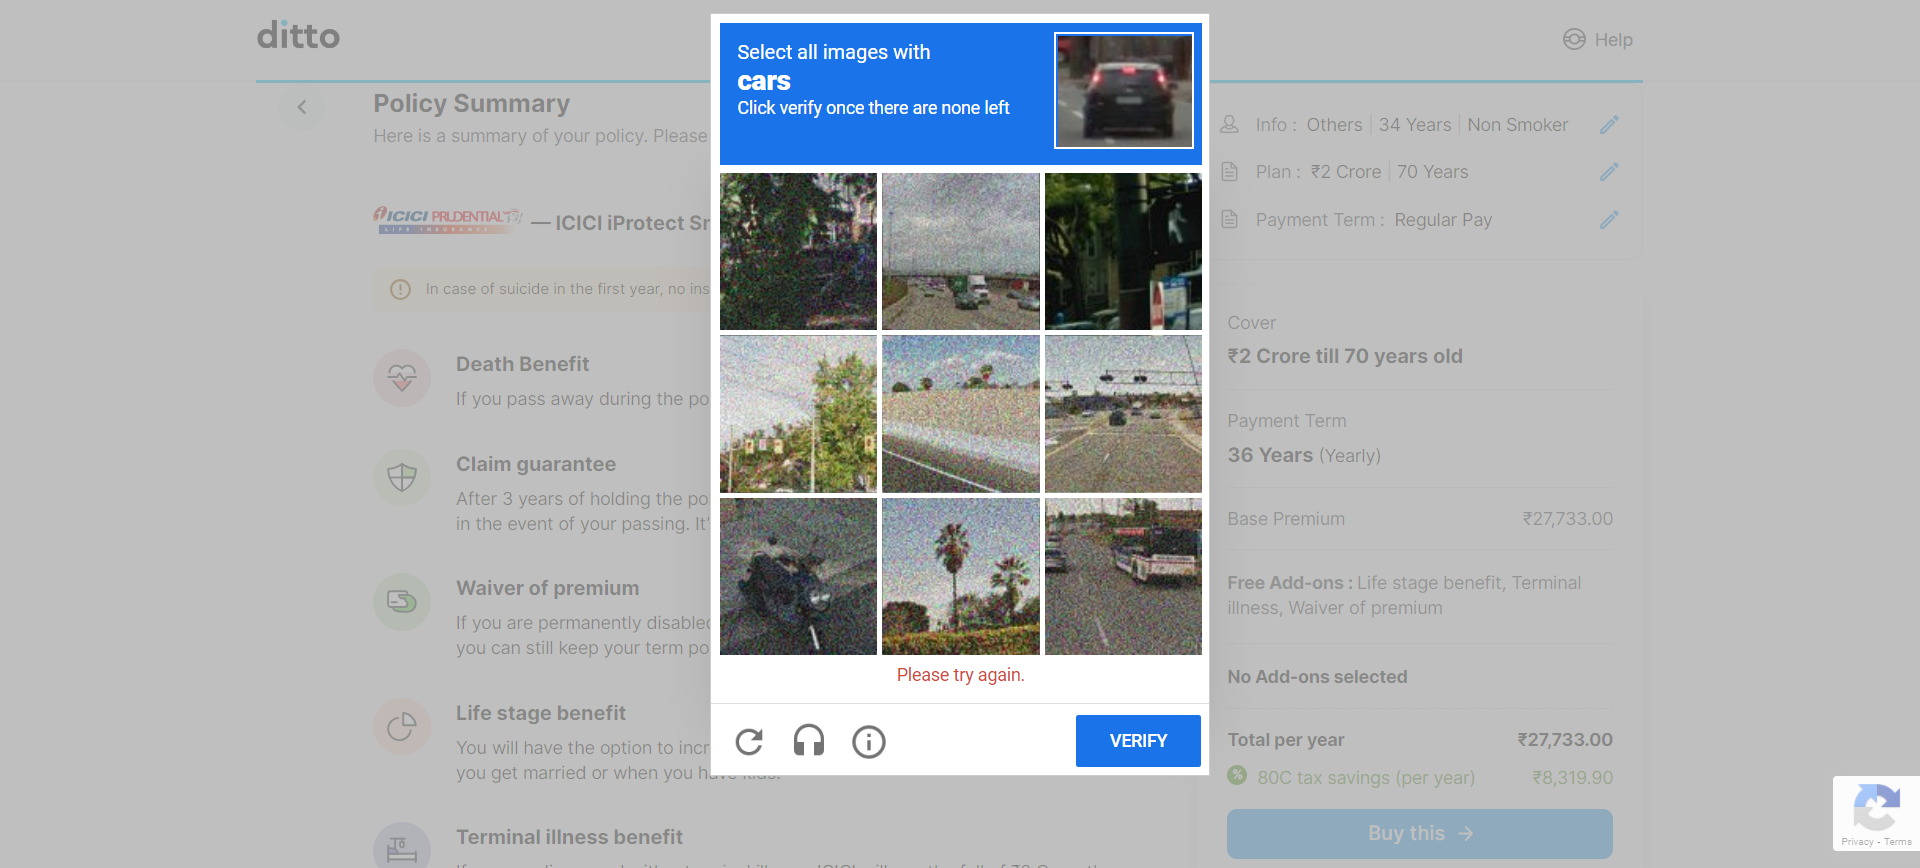 ditto
Help
Policy Summary
Here is a summary of your policy. Please
ICICI PRUDENTIAL
LIFE INSURANCE
— ICICI iProtect Sr
In case of suicide in the first year, no ins
Death Benefit
If you pass away during the po
Claim guarantee
After 3 years of holding the po
in the event of your passing. It'
Waiver of premium
If you are permanently disabled
you can still keep your term po
Life stage benefit
You will have the option to incr
you get married or when you have kids.
Terminal illness benefit
Select all images with
cars
Click verify once there are none left
Please try again.
VERIFY
Info : Others 34 Years Non Smoker
Plan : ₹2 Crore 70 Years
Payment Term : Regular Pay
Cover
₹2 Crore till 70 years old
Payment Term
36 Years (Yearly)
Base Premium ₹27,733.00
Free Add-ons : Life stage benefit, Terminal
illness, Waiver of premium
No Add-ons selected
Total per year ₹27,733.00
% 80C tax savings (per year) ₹8,319.90
Buy this →
Privacy - Terms